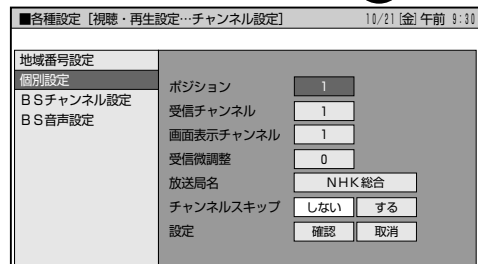 ■各種設定［視聴・再生設定…チャンネル設定］ 10/21[金]午前 9:30
地域番号設定
個別設定
BSチャンネル設定
BS音声設定
ポジション 1
受信チャンネル 1
画面表示チャンネル 1
受信微調整 0
放送局名 NHK総合
チャンネルスキップ しない する
設定 確認 取消